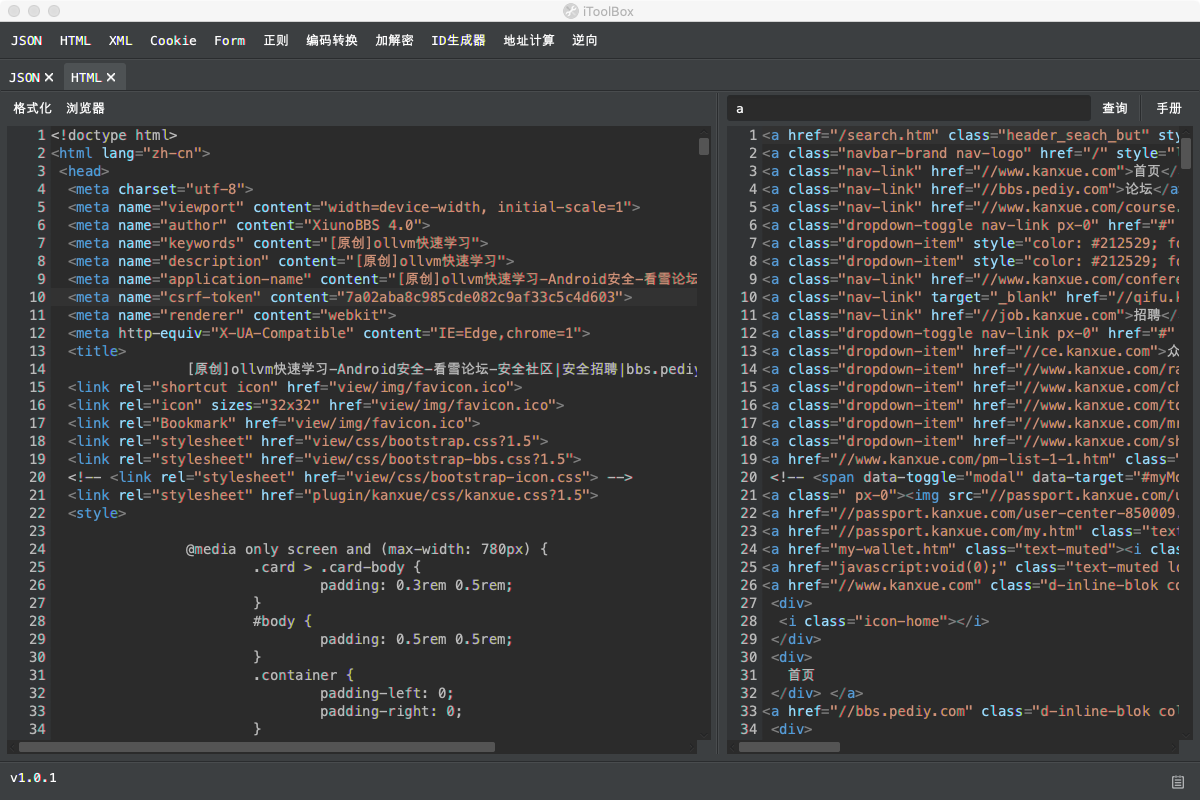 iToolBox
JSON HTML XML Cookie Form 正则 编码转换 加解密 ID生成器 地址计算 逆向
JSON × HTML ×
格式化 浏览器
1 <!doctype html>
2 <html lang="zh-cn">
3 <head>
4 <meta charset="utf-8">
5 <meta name="viewport" content="width=device-width, initial-scale=1">
6 <meta name="author" content="XiunoBBS 4.0">
7 <meta name="keywords" content="[原创]ollvm快速学习">
8 <meta name="description" content="[原创]ollvm快速学习">
9 <meta name="application-name" content="[原创]ollvm快速学习-Android安全-看雪论坛
10 <meta name="csrf-token" content="7a02aba8c985cde082c9af33c5c4d603">
11 <meta name="renderer" content="webkit">
12 <meta http-equiv="X-UA-Compatible" content="IE=Edge,chrome=1">
13 <title>
14 [原创]ollvm快速学习-Android安全-看雪论坛-安全社区|安全招聘|bbs.pediy
15 <link rel="shortcut icon" href="view/img/favicon.ico">
16 <link rel="icon" sizes="32x32" href="view/img/favicon.ico">
17 <link rel="Bookmark" href="view/img/favicon.ico">
18 <link rel="stylesheet" href="view/css/bootstrap.css?1.5">
19 <link rel="stylesheet" href="view/css/bootstrap-bbs.css?1.5">
20 <!-- <link rel="stylesheet" href="view/css/bootstrap-icon.css"> -->
21 <link rel="stylesheet" href="plugin/kanxue/css/kanxue.css?1.5">
22 <style>
23
24 @media only screen and (max-width: 780px) {
25 .card > .card-body {
26 padding: 0.3rem 0.5rem;
27 }
28 #body {
29 padding: 0.5rem 0.5rem;
30 }
31 .container {
32 padding-left: 0;
33 padding-right: 0;
34 }
a 查询 手册
1 <a href="/search.htm" class="header_seach_but" sty
2 <a class="navbar-brand nav-logo" href="/" style="l
3 <a class="nav-link" href="//www.kanxue.com">首页</
4 <a class="nav-link" href="//bbs.pediy.com">论坛</a
5 <a class="nav-link" href="//www.kanxue.com/course.
6 <a class="dropdown-toggle nav-link px-0" href="#"
7 <a class="dropdown-item" style="color: #212529; fo
8 <a class="dropdown-item" style="color: #212529; fo
9 <a class="nav-link" href="//www.kanxue.com/confere
10 <a class="nav-link" target="_blank" href="//qifu.k
11 <a class="nav-link" href="//job.kanxue.com">招聘</
12 <a class="dropdown-toggle nav-link px-0" href="#"
13 <a class="dropdown-item" href="//ce.kanxue.com">众
14 <a class="dropdown-item" href="//www.kanxue.com/ra
15 <a class="dropdown-item" href="//www.kanxue.com/ch
16 <a class="dropdown-item" href="//www.kanxue.com/to
17 <a class="dropdown-item" href="//www.kanxue.com/mr
18 <a class="dropdown-item" href="//www.kanxue.com/sh
19 <a href="//www.kanxue.com/pm-list-1-1.htm" class="
20 <!-- <span data-toggle="modal" data-target="#myMo
21 <a class=" px-0"><img src="//passport.kanxue.com/u
22 <a href="//passport.kanxue.com/user-center-850009.
23 <a href="//passport.kanxue.com/my.htm" class="text
24 <a href="my-wallet.htm" class="text-muted"><i clas
25 <a href="javascript:void(0);" class="text-muted lo
26 <a href="//www.kanxue.com" class="d-inline-blok co
27 <div>
28 <i class="icon-home"></i>
29 </div>
30 <div>
31 首页
32 </div> </a>
33 <a href="//bbs.pediy.com" class="d-inline-blok col
34 <div>
v1.0.1